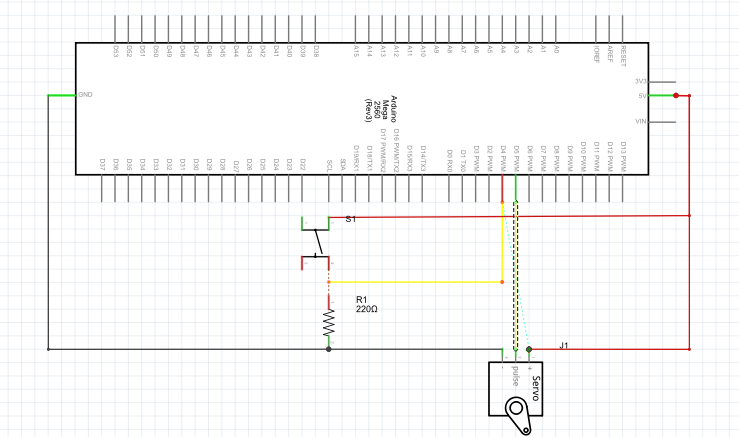 D53
D52
D51
D50
D49
D48
D47
D46
D45
D44
D43
D42
D41
D40
D39
D38
A15
A14
A13
A12
A11
A10
A9
A8
A7
A6
A5
A4
A3
A2
A1
A0
IOREF
AREF
RESET
GND
Arduino
Mega
2560
(Rev3)
3V3
5V
VIN
D37
D36
D35
D34
D33
D32
D31
D30
D29
D28
D27
D26
D25
D24
D23
D22
SCL
SDA
D19/RX1
D18/TX1
D17 PWM/RX2
D16 PWM/TX2
D15/RX3
D14/TX3
D0 RX0
D1 TX0
D3 PWM
D2 PWM
D4 PWM
D5 PWM
D6 PWM
D7 PWM
D8 PWM
D9 PWM
D10 PWM
D11 PWM
D12 PWM
D13 PWM
S1
R1
220Ω
J1
- pulse +
Servo